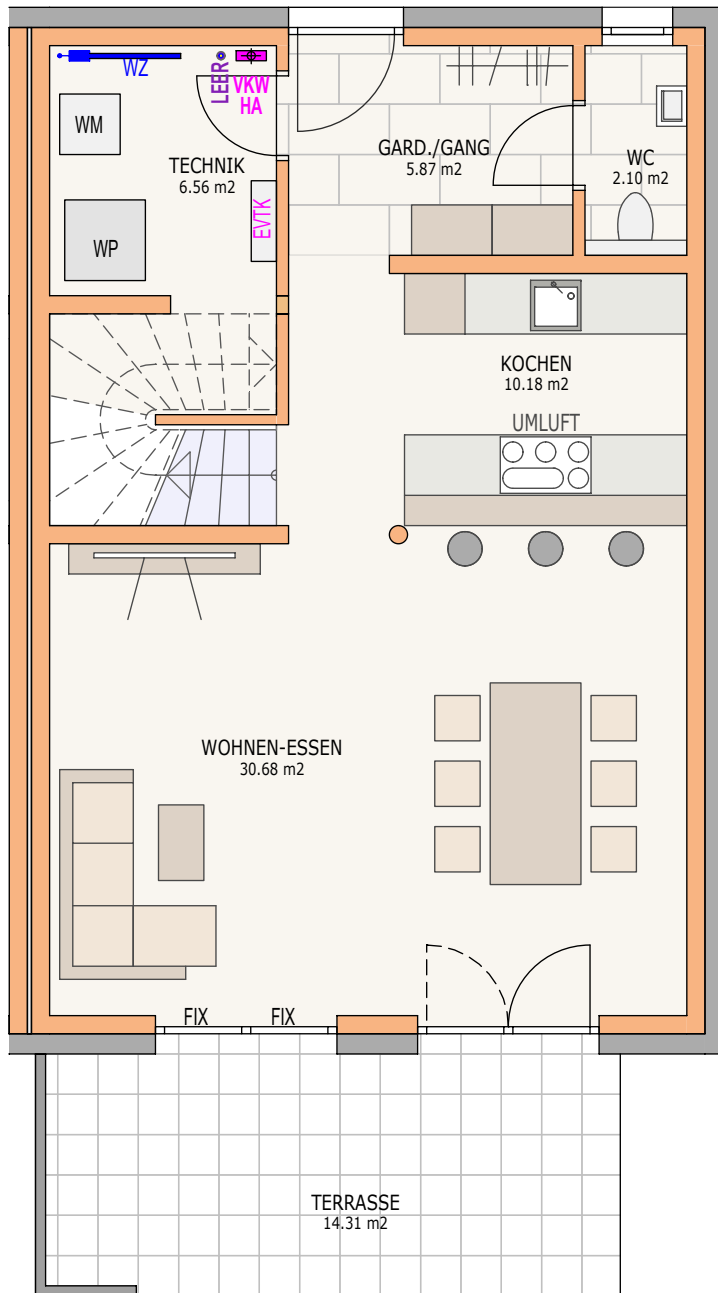 WZ
LEER
VKW
HA
WM
TECHNIK
6.56 m2
GARD./GANG
5.87 m2
WC
2.10 m2
EVTK
WP
KOCHEN
10.18 m2
UMLUFT
WOHNEN-ESSEN
30.68 m2
FIX
FIX
TERRASSE
14.31 m2